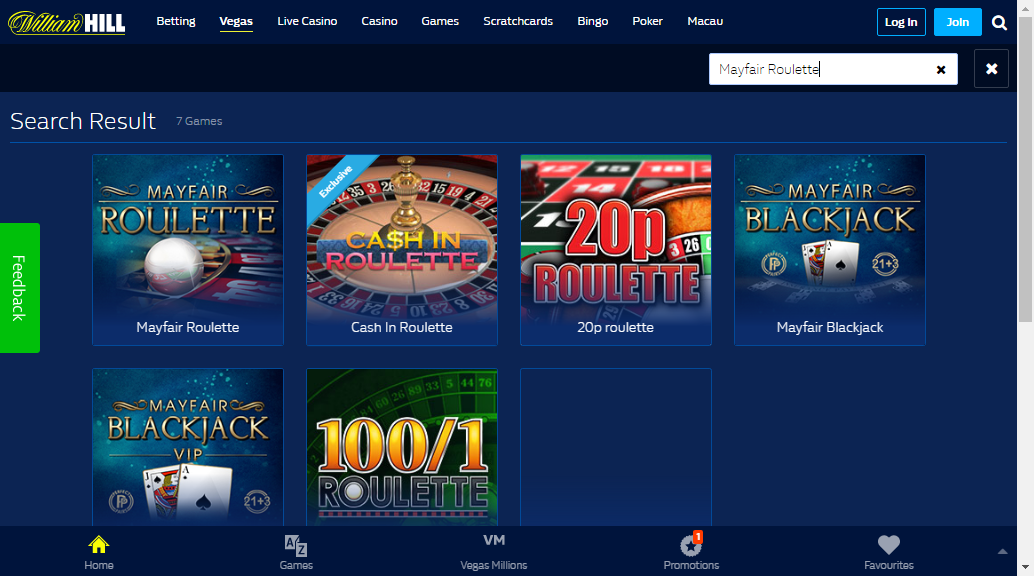 William HILL
Betting Vegas Live Casino Casino Games Scratchcards Bingo Poker Macau Log In Join
Mayfair Roulette
Search Result 7 Games
MAYFAIR
ROULETTE
Mayfair Roulette
Exclusive
CA$H IN
ROULETTE
Cash In Roulette
20p
ROULETTE
20p roulette
MAYFAIR
BLACKJACK
21+3
Mayfair Blackjack
Feedback
MAYFAIR
BLACKJACK
VIP
21+3
100/1
ROULETTE
Home
A Z
Games
VM
Vegas Millions
1
Promotions
Favourites